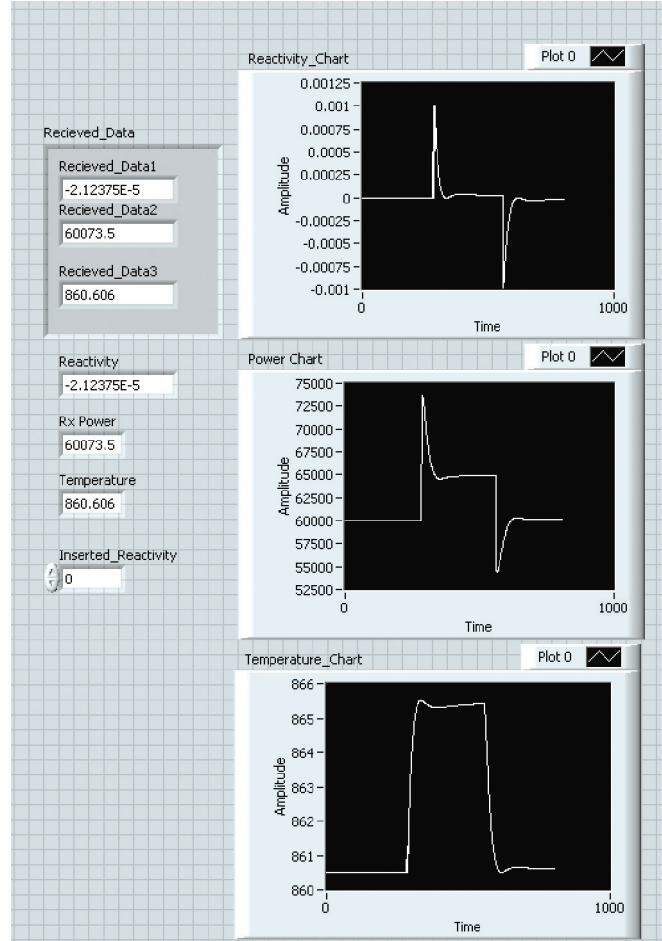 Recieved_Data
Recieved_Data1
-2.12375E-5
Recieved_Data2
60073.5
Recieved_Data3
860.606
Reactivity
-2.12375E-5
Rx Power
60073.5
Temperature
860.606
Inserted_Reactivity
0
Reactivity_Chart
Plot 0
0.00125
0.001
0.00075
0.0005
0.00025
0
-0.00025
-0.0005
-0.00075
-0.001
Amplitude
0 1000
Time
Power Chart
Plot 0
75000
72500
70000
67500
65000
62500
60000
57500
55000
52500
Amplitude
0 1000
Time
Temperature_Chart
Plot 0
866
865
864
863
862
861
860
Amplitude
0 1000
Time